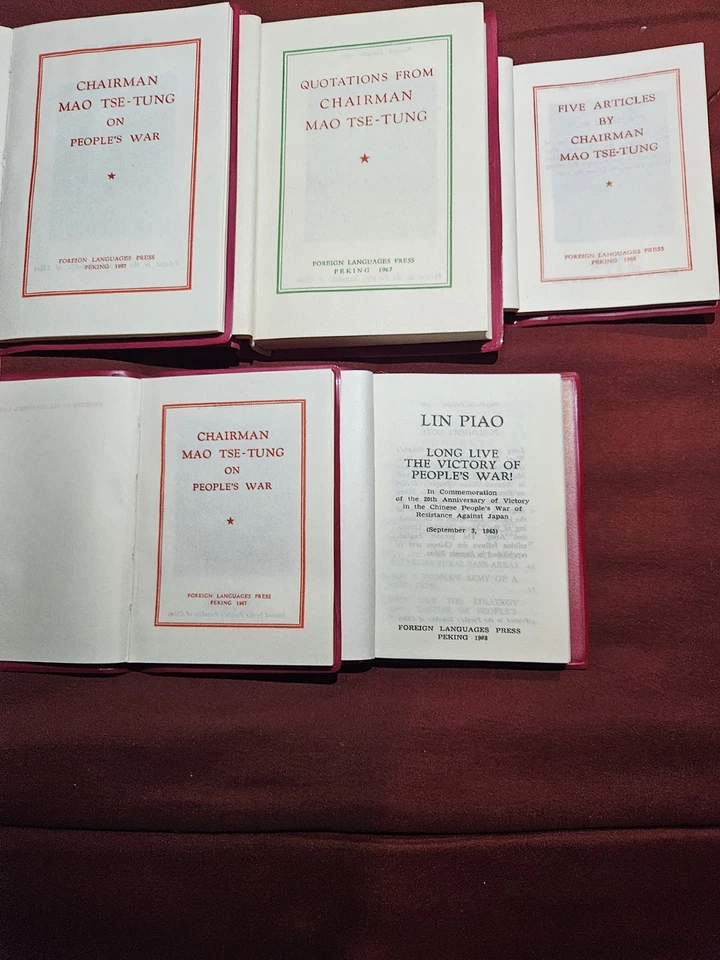 CHAIRMAN
MAO TSE-TUNG
ON
PEOPLE'S WAR
FOREIGN LANGUAGES PRESS
PEKING 1967
QUOTATIONS FROM
CHAIRMAN
MAO TSE-TUNG
FOREIGN LANGUAGES PRESS
PEKING 1967
FIVE ARTICLES
BY
CHAIRMAN
MAO TSE-TUNG
FOREIGN LANGUAGES PRESS
PEKING 1968
CHAIRMAN
MAO TSE-TUNG
ON
PEOPLE'S WAR
FOREIGN LANGUAGES PRESS
PEKING 1967
LIN PIAO
LONG LIVE
THE VICTORY OF
PEOPLE'S WAR!
In Commemoration
of the 20th Anniversary of Victory
in the Chinese People's War of
Resistance Against Japan
(September 3, 1965)
FOREIGN LANGUAGES PRESS
PEKING 1968